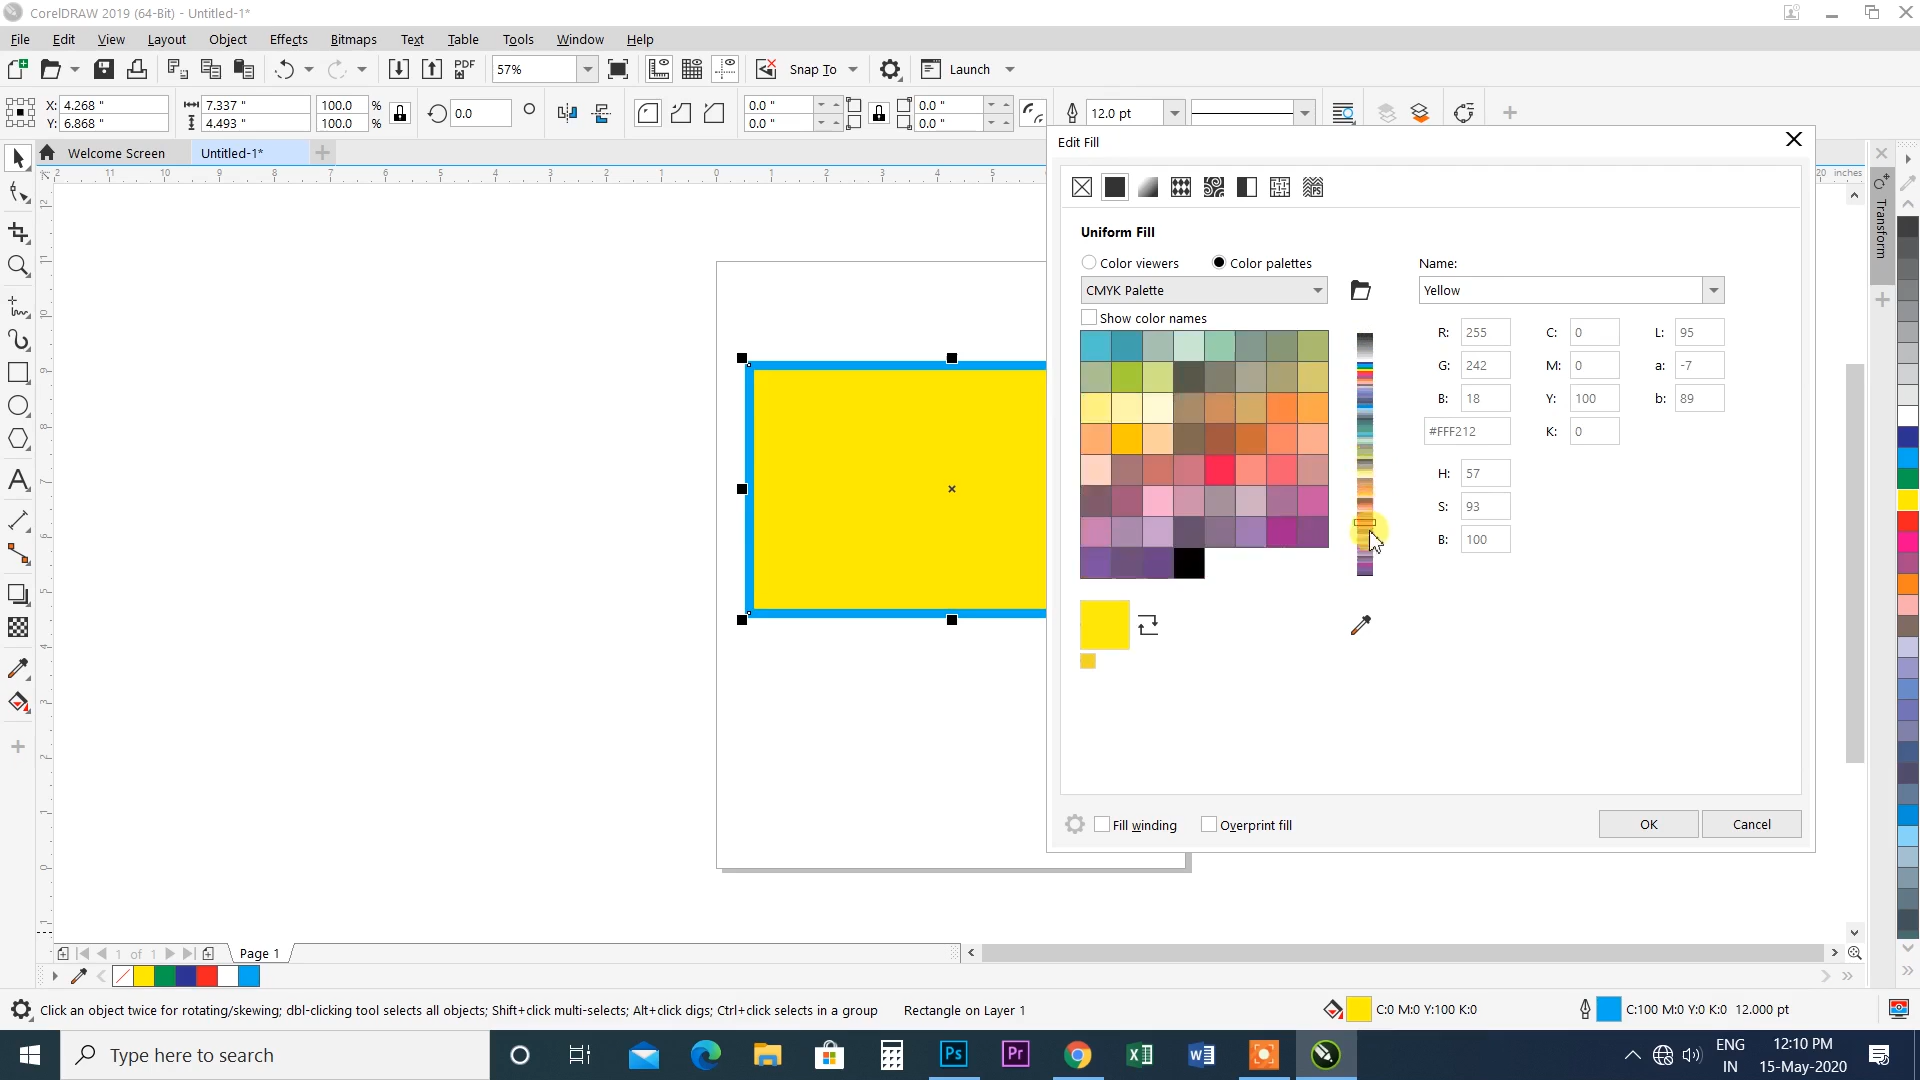 CorelDRAW 2019 (64-Bit) - Untitled-1*
File Edit View Layout Object Effects Bitmaps Text Table Tools Window Help
PDF 57% Snap To Launch
X: 4.268 " 7.337 " 100.0 % 0.0 0.0 " 0.0 " 12.0 pt
Y: 6.868 " 4.493 " 100.0 % 0.0 " 0.0 "
Welcome Screen Untitled-1*
Edit Fill
inches
Transform
PS
Uniform Fill
Color viewers Color palettes Name:
CMYK Palette Yellow
Show color names
R: 255 C: 0 L: 95
G: 242 M: 0 a: -7
B: 18 Y: 100 b: 89
#FFF212 K: 0
H: 57
S: 93
B: 100
Fill winding Overprint fill OK Cancel
1 of 1 Page 1
Click an object twice for rotating/skewing; dbl-clicking tool selects all objects; Shift+click multi-selects; Alt+click digs; Ctrl+click selects in a group Rectangle on Layer 1 C:0 M:0 Y:100 K:0 C:100 M:0 Y:0 K:0 12.000 pt
Type here to search Ps Pr ENG 12:10 PM
IN 15-May-2020